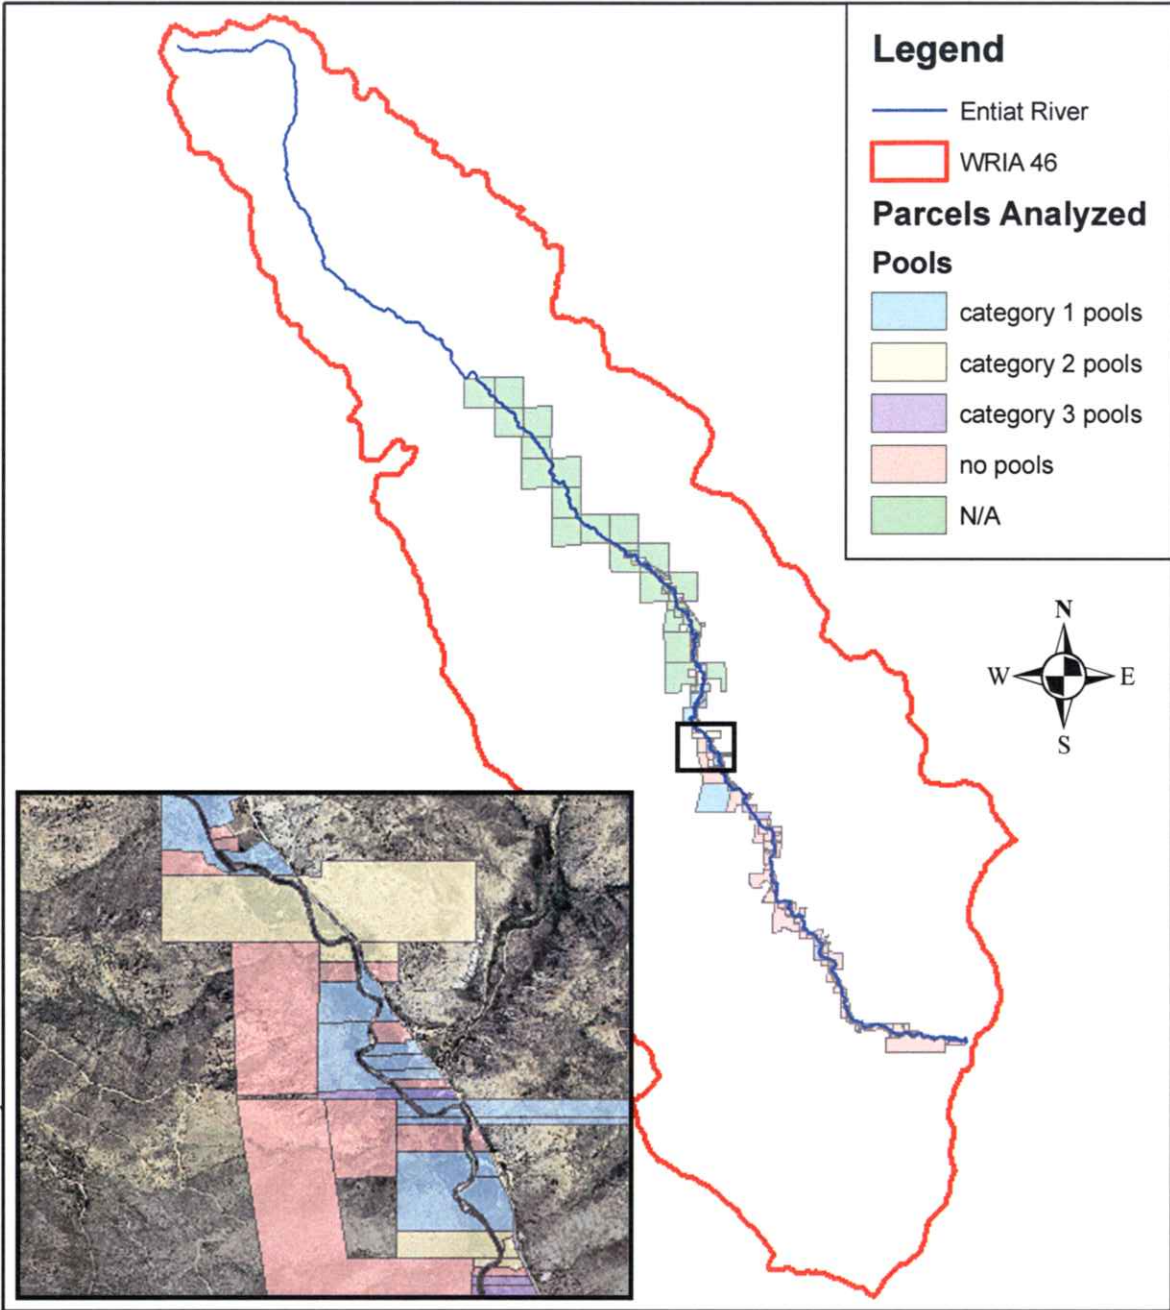 Legend
Entiat River
WRIA 46
Parcels Analyzed
Pools
category 1 pools
category 2 pools
category 3 pools
no pools
N/A
N
W E
S